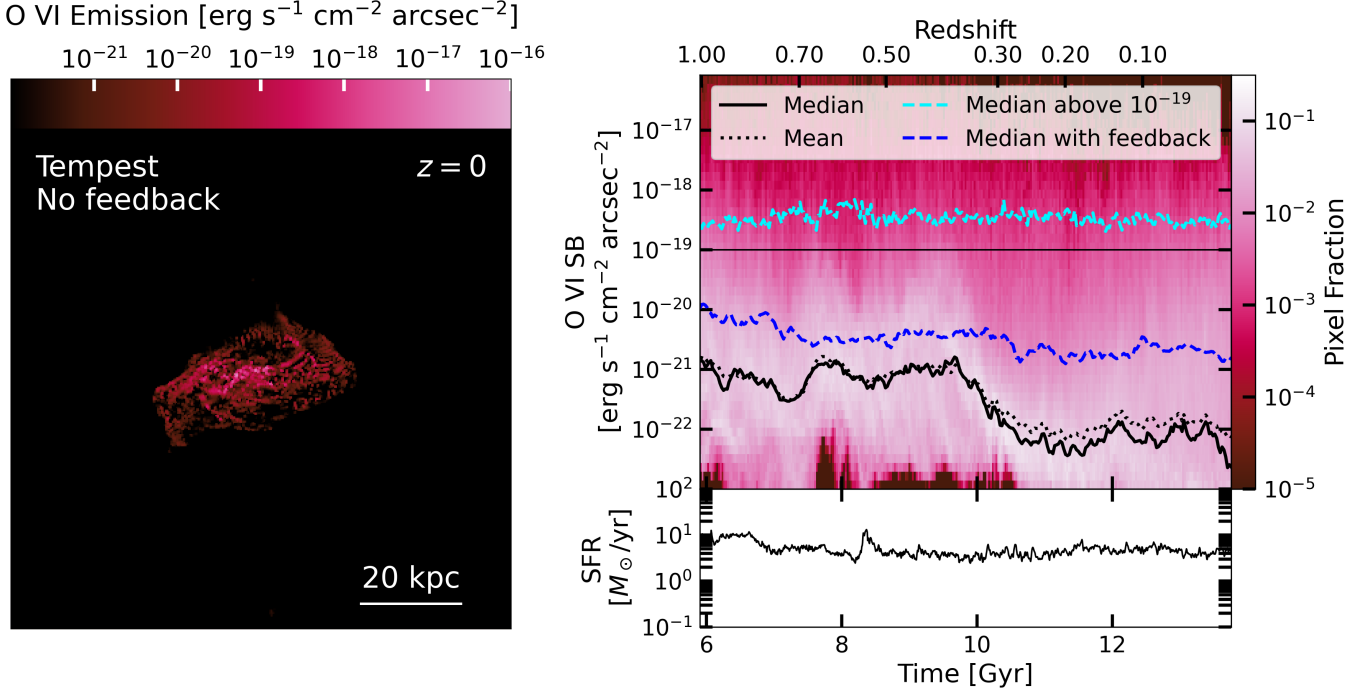 O VI Emission [erg s⁻¹ cm⁻² arcsec⁻²]
10⁻²¹ 10⁻²⁰ 10⁻¹⁹ 10⁻¹⁸ 10⁻¹⁷ 10⁻¹⁶
Tempest
No feedback
z = 0
20 kpc
Redshift
1.00 0.70 0.50 0.30 0.20 0.10
Median
Mean
Median above 10⁻¹⁹
Median with feedback
O VI SB
[erg s⁻¹ cm⁻² arcsec⁻²]
10⁻¹⁷
10⁻¹⁸
10⁻¹⁹
10⁻²⁰
10⁻²¹
10⁻²²
Pixel Fraction
10⁻¹
10⁻²
10⁻³
10⁻⁴
10⁻⁵
SFR
[M⊙/yr]
10²
10¹
10⁰
10⁻¹
6 8 10 12
Time [Gyr]